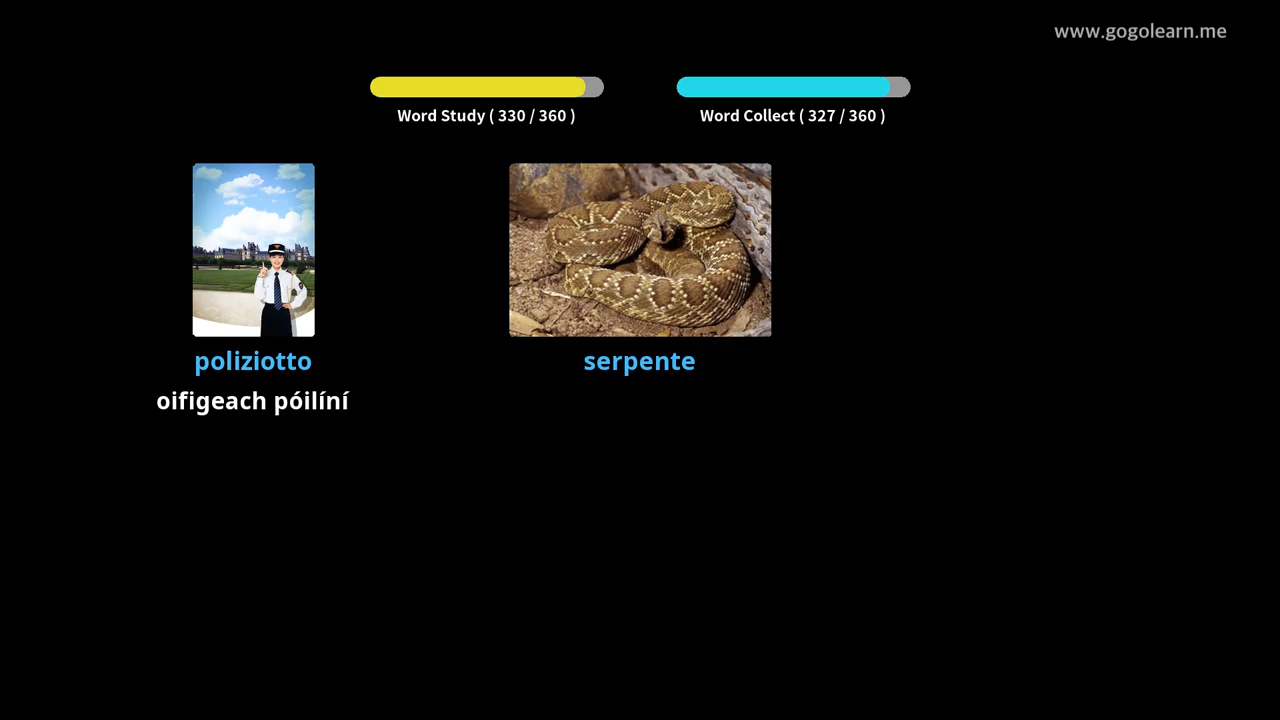 www.gogolearn.me
Word Study ( 330 / 360 )
Word Collect ( 327 / 360 )
poliziotto
serpente
oifigeach póilíní